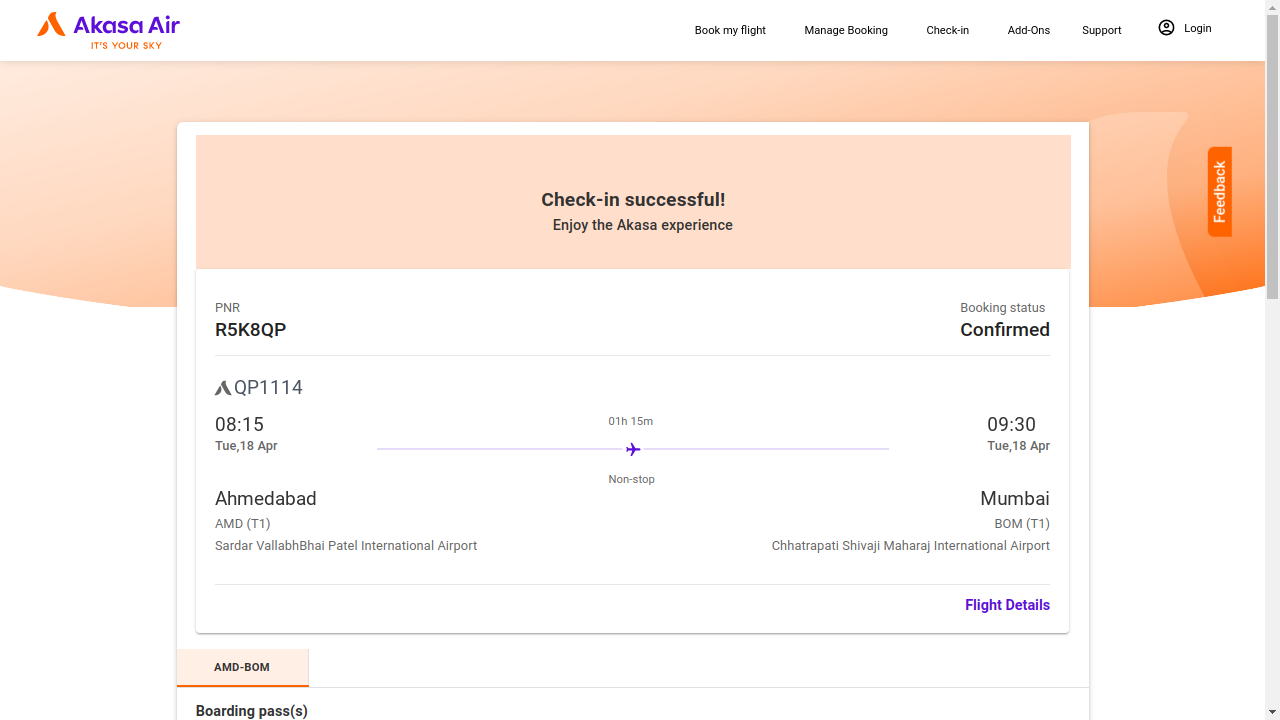 Akasa Air
IT'S YOUR SKY
Book my flight
Manage Booking
Check-in
Add-Ons
Support
Login
Feedback
Check-in successful!
Enjoy the Akasa experience
PNR
Booking status
R5K8QP
Confirmed
QP1114
08:15
01h 15m
09:30
Tue,18 Apr
Tue,18 Apr
Non-stop
Ahmedabad
Mumbai
AMD (T1)
BOM (T1)
Sardar VallabhBhai Patel International Airport
Chhatrapati Shivaji Maharaj International Airport
Flight Details
AMD-BOM
Boarding pass(s)